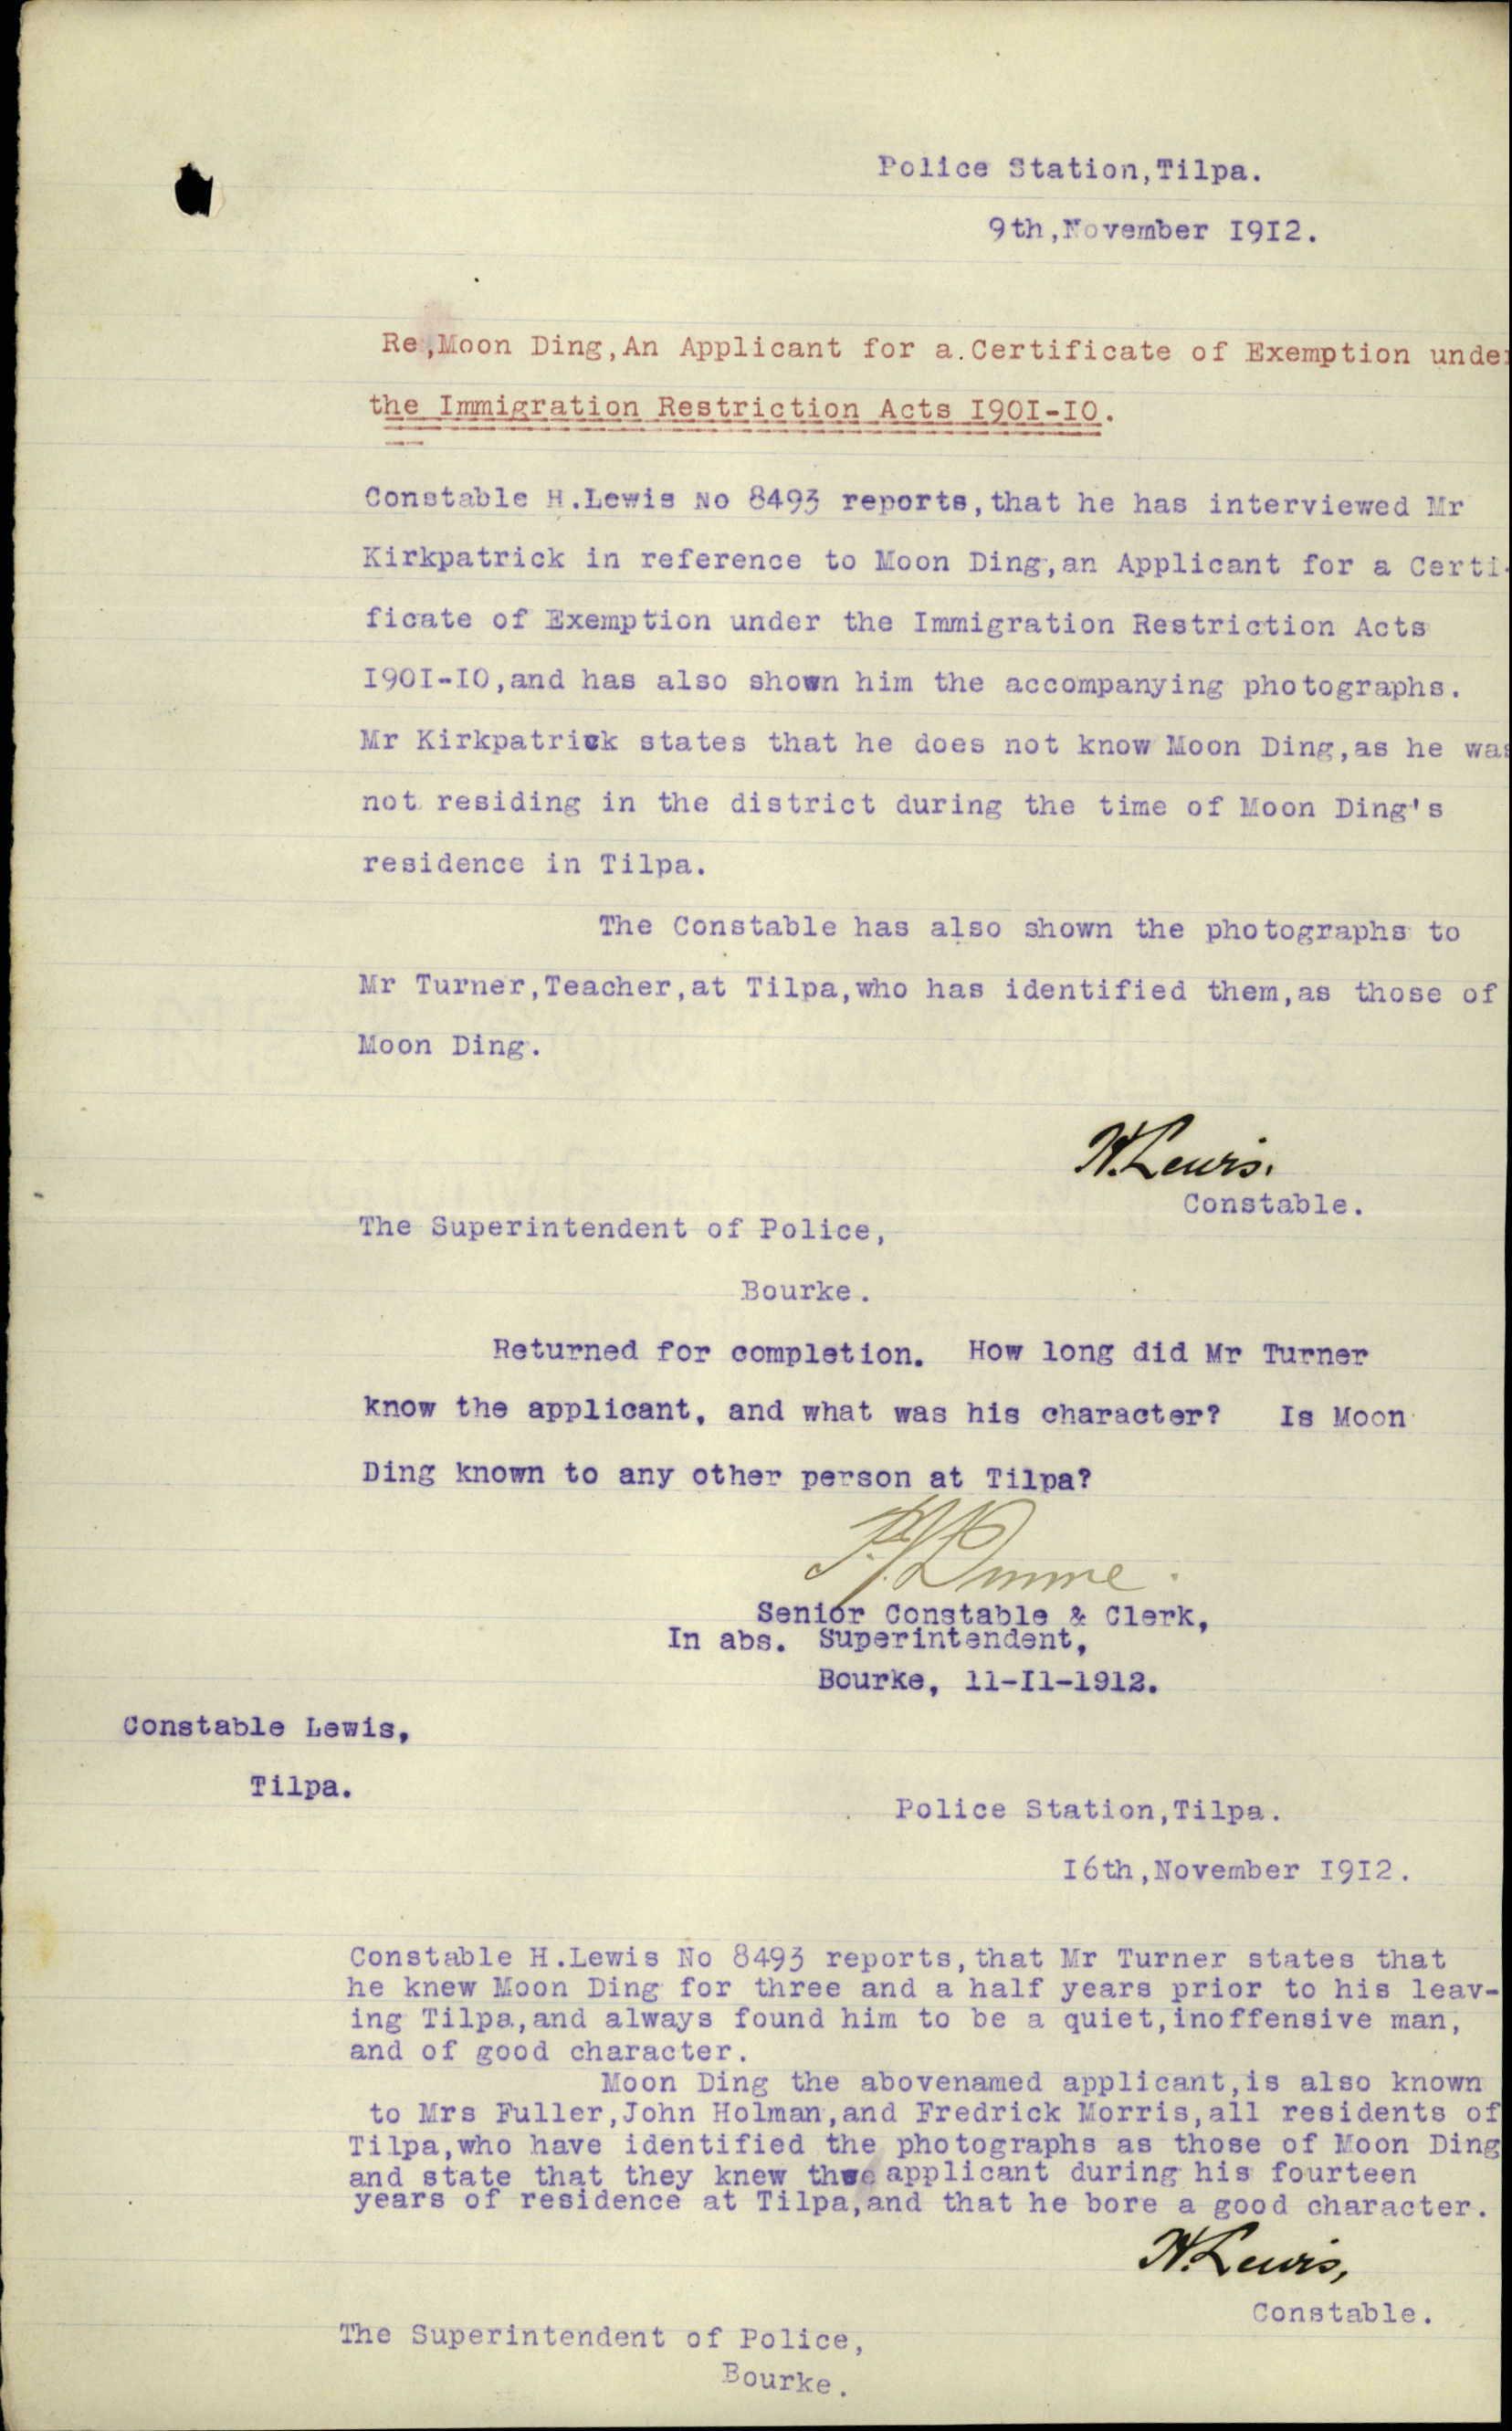 Police Station,Tilpa.
9th,November I9I2.
Re,Moon Ding,An Applicant for a.Certificate of Exemption under
the Immigration Restriction Acts I90I-IO.
Constable H.Lewis No 8493 reports,that he has interviewed Mr
Kirkpatrick in reference to Moon Ding,an Applicant for a Certi-
ficate of Exemption under the Immigration Restriction Acts
I90I-IO,and has also shown him the accompanying photographs.
Mr Kirkpatrick states that he does not know Moon Ding,as he was
not residing in the district during the time of Moon Ding's
residence in Tilpa.
The Constable has also shown the photographs to
Mr Turner,Teacher,at Tilpa,who has identified them,as those of
Moon Ding.
H.Lewis.
Constable.
The Superintendent of Police,
Bourke.
Returned for completion. How long did Mr Turner
know the applicant, and what was his character? Is Moon
Ding known to any other person at Tilpa?
Dunne.
Senior Constable & Clerk,
In abs. Superintendent,
Bourke, 11-I1-1912.
Constable Lewis,
Tilpa.
Police Station,Tilpa.
I6th,November I9I2.
Constable H.Lewis No 8493 reports,that Mr Turner states that
he knew Moon Ding for three and a half years prior to his leav-
ing Tilpa,and always found him to be a quiet,inoffensive man,
and of good character.
Moon Ding the abovenamed applicant,is also known
to Mrs Fuller,John Holman,and Fredrick Morris,all residents of
Tilpa,who have identified the photographs as those of Moon Ding
and state that they knew the applicant during his fourteen
years of residence at Tilpa,and that he bore a good character.
H.Lewis,
Constable.
The Superintendent of Police,
Bourke.